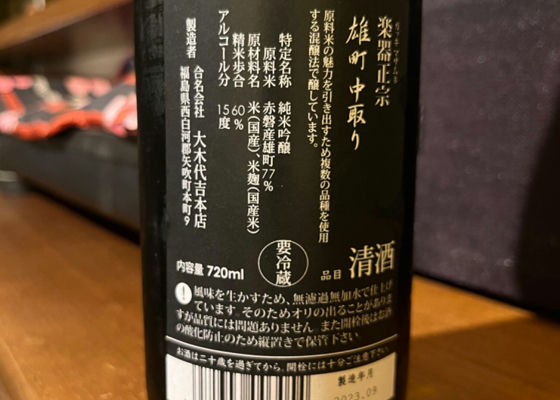 ガッキマサムネ
楽器正宗
雄町中取り
原料米の魅力を引き出すため複数の品種を使用
する混醸法で醸しています。
特定名称 純米吟醸
原料米 赤磐産雄町77%
原材料名 米(国産)、米麹(国産米)
精米歩合 60%
アルコール分 15度
製造者 合名会社 大木代吉本店
福島県西白河郡矢吹町本町9
内容量 720ml
要冷蔵
品目 清酒
! 風味を生かすため、無濾過無加水で仕上げ
ています。そのためオリの出ることがありま
すが品質には問題ありません。また開栓後はお酒
の酸化防止のため縦置きで保管下さい。
お酒は二十歳を過ぎてから。開栓には十分ご注意下さい。
製造年月
2023.09